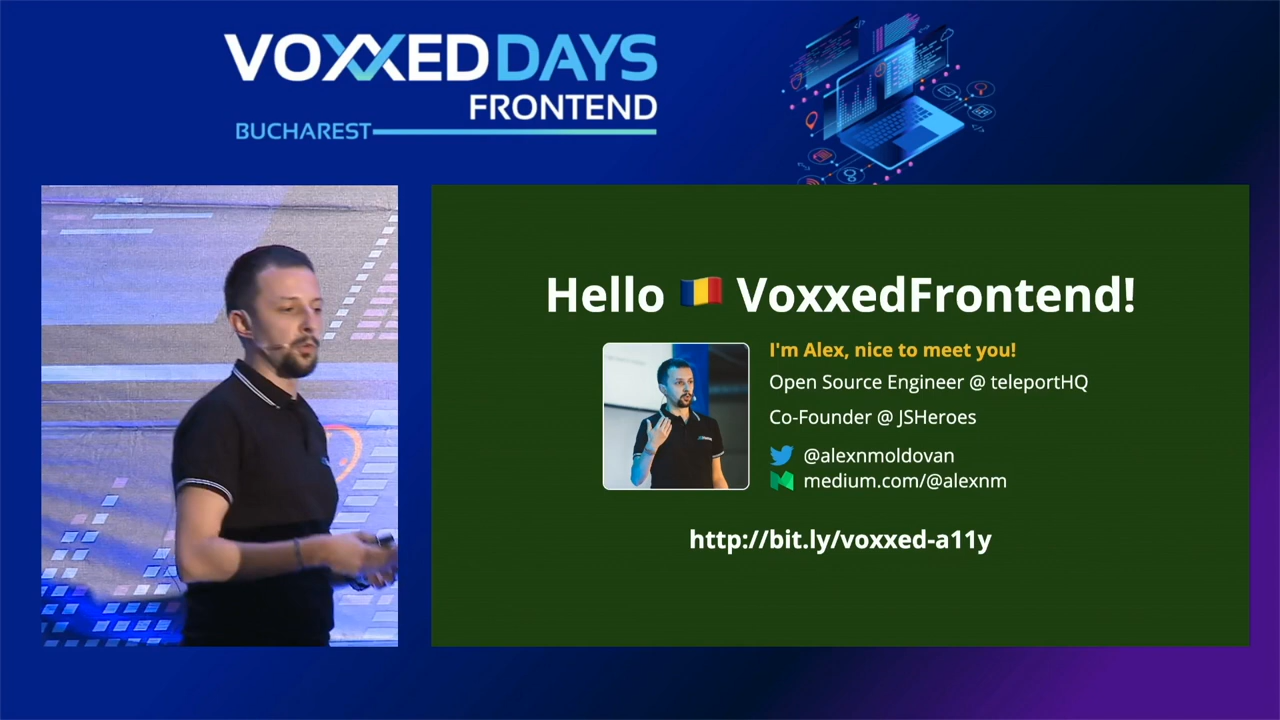 VOXXED DAYS
FRONTEND
BUCHAREST
Hello 🇷🇴 VoxxedFrontend!
I'm Alex, nice to meet you!
Open Source Engineer @ teleportHQ
Co-Founder @ JSHeroes
@alexnmoldovan
medium.com/@alexnm
http://bit.ly/voxxed-a11y